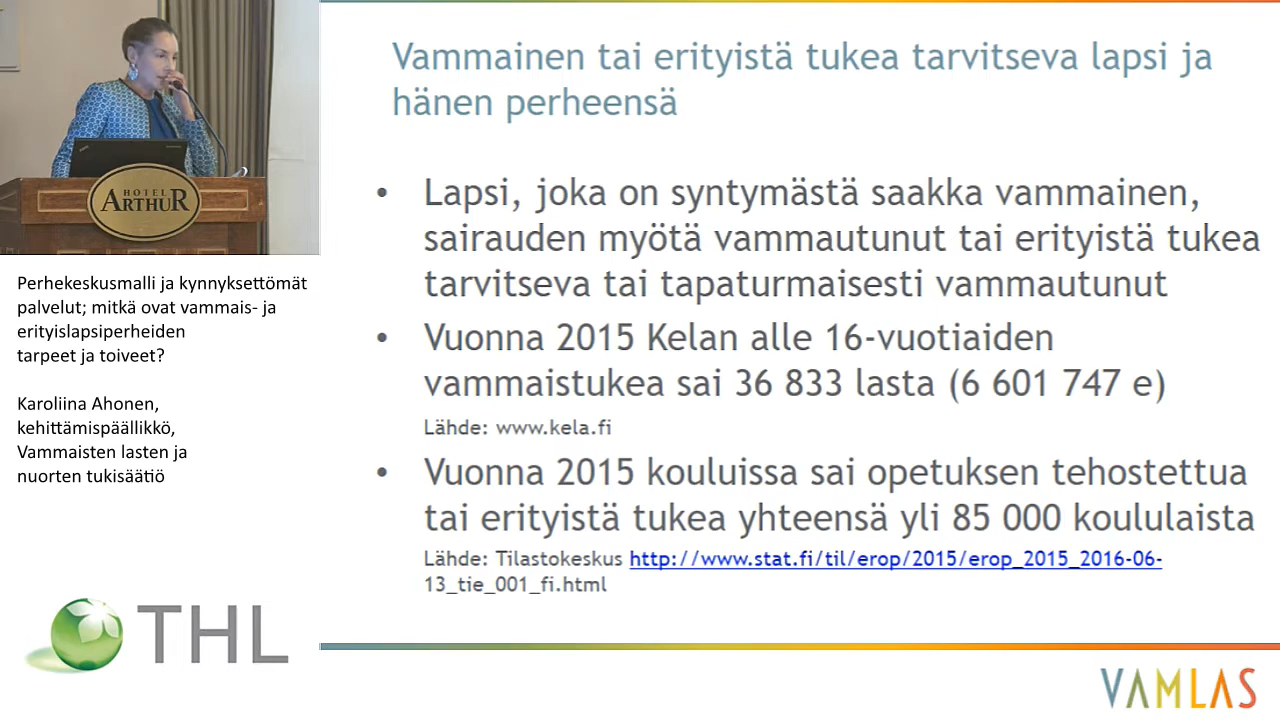 HOTEL
ARTHUR
Perhekeskusmalli ja kynnyksettömät
palvelut; mitkä ovat vammais- ja
erityislapsiperheiden
tarpeet ja toiveet?
Karoliina Ahonen,
kehittämispäällikkö,
Vammaisten lasten ja
nuorten tukisäätiö
THL
Vammainen tai erityistä tukea tarvitseva lapsi ja
hänen perheensä
• Lapsi, joka on syntymästä saakka vammainen,
sairauden myötä vammautunut tai erityistä tukea
tarvitseva tai tapaturmaisesti vammautunut
• Vuonna 2015 Kelan alle 16-vuotiaiden
vammaistukea sai 36 833 lasta (6 601 747 e)
Lähde: www.kela.fi
• Vuonna 2015 kouluissa sai opetuksen tehostettua
tai erityistä tukea yhteensä yli 85 000 koululaista
Lähde: Tilastokeskus http://www.stat.fi/til/erop/2015/erop_2015_2016-06-
13_tie_001_fi.html
VAMLAS